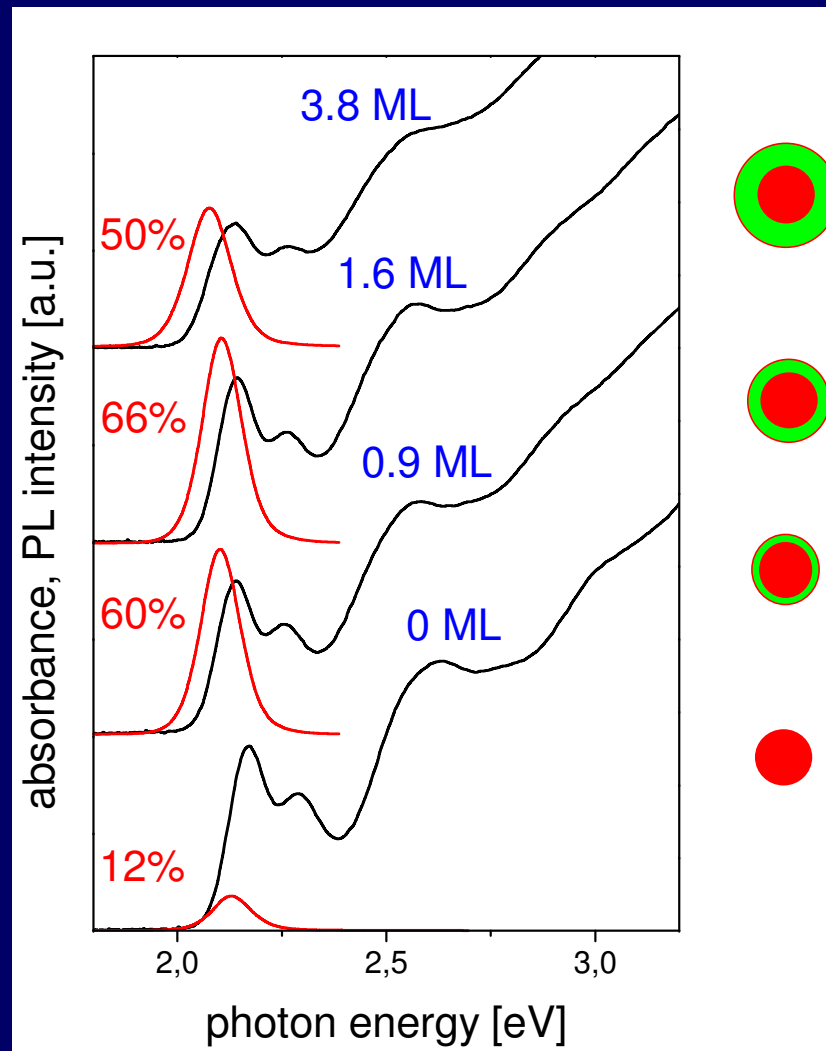 3.8 ML
50%
1.6 ML
66%
0.9 ML
60%
0 ML
12%
absorbance, PL intensity [a.u.]
2,0 2,5 3,0
photon energy [eV]